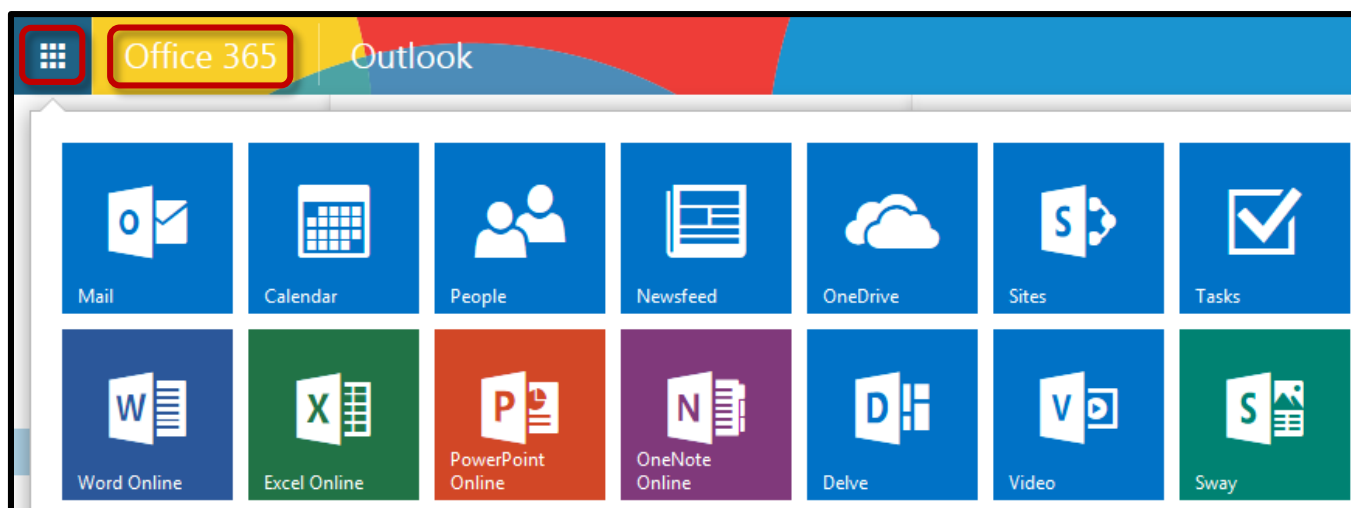 Office 365 Outlook
Mail Calendar People Newsfeed OneDrive Sites Tasks
Word Online Excel Online PowerPoint Online OneNote Online Delve Video Sway